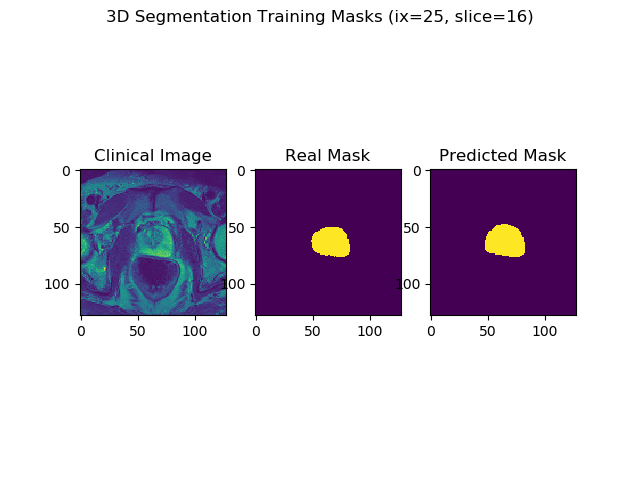 3D Segmentation Training Masks (ix=25, slice=16)
Clinical Image Real Mask Predicted Mask
0 0 0
50 50 50
100 100 100
0 50 100 0 50 100 0 50 100